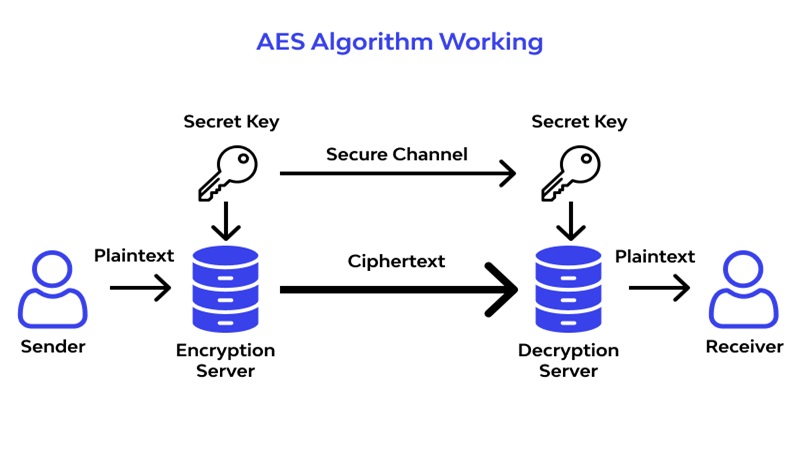 AES Algorithm Working
Secret Key
Secret Key
Secure Channel
Plaintext
Ciphertext
Plaintext
Sender
Encryption
Server
Decryption
Server
Receiver